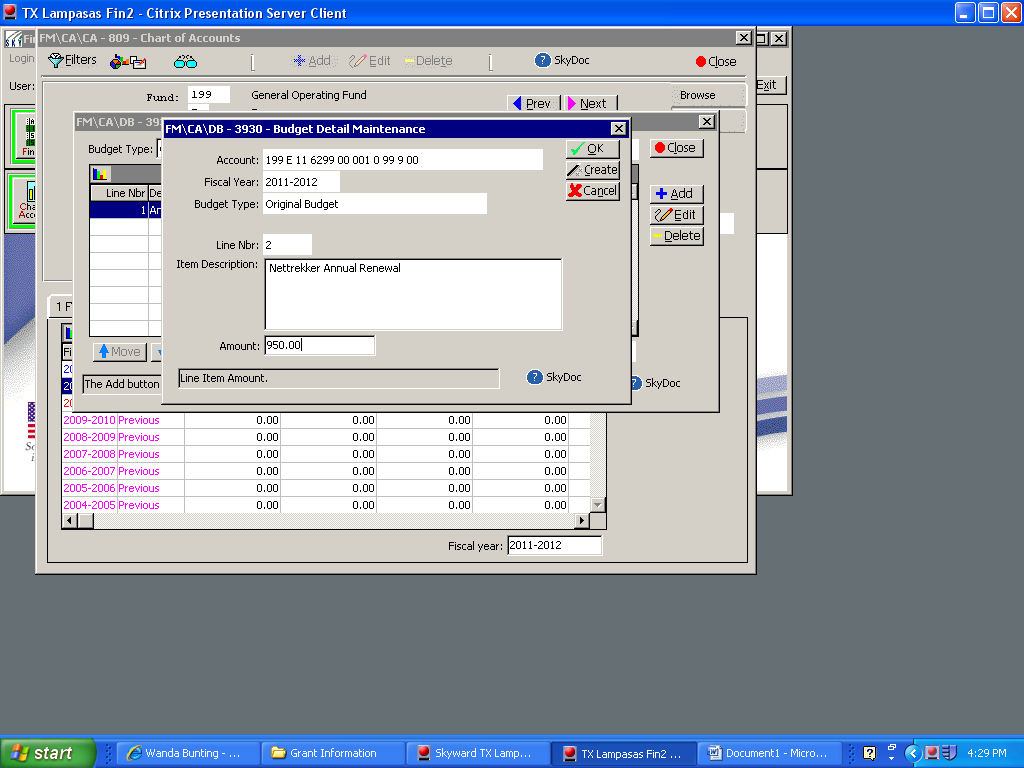 TX Lampasas Fin2 - Citrix Presentation Server Client
FM\CA\CA - 809 - Chart of Accounts
Login
Filters
Add
Edit
Delete
SkyDoc
Close
User:
Exit
Fund: 199 General Operating Fund
Prev
Next
Browse
FM\CA\DB - 39
FM\CA\DB - 3930 - Budget Detail Maintenance
Budget Type:
Close
Account: 199 E 11 6299 00 001 0 99 9 00
OK
Fiscal Year: 2011-2012
Create
Budget Type: Original Budget
Cancel
Line Nbr
Add
1
Edit
Delete
Line Nbr: 2
Item Description: Nettrekker Annual Renewal
Amount: 950.00
Move
Line Item Amount.
SkyDoc
The Add button
SkyDoc
2009-2010 Previous 0.00 0.00 0.00 0.00
2008-2009 Previous 0.00 0.00 0.00 0.00
2007-2008 Previous 0.00 0.00 0.00 0.00
2006-2007 Previous 0.00 0.00 0.00 0.00
2005-2006 Previous 0.00 0.00 0.00 0.00
2004-2005 Previous 0.00 0.00 0.00 0.00
Fiscal year: 2011-2012
start
Wanda Bunting - ...
Grant Information
Skyward TX Lamp...
TX Lampasas Fin2 ...
Document1 - Micro...
4:29 PM